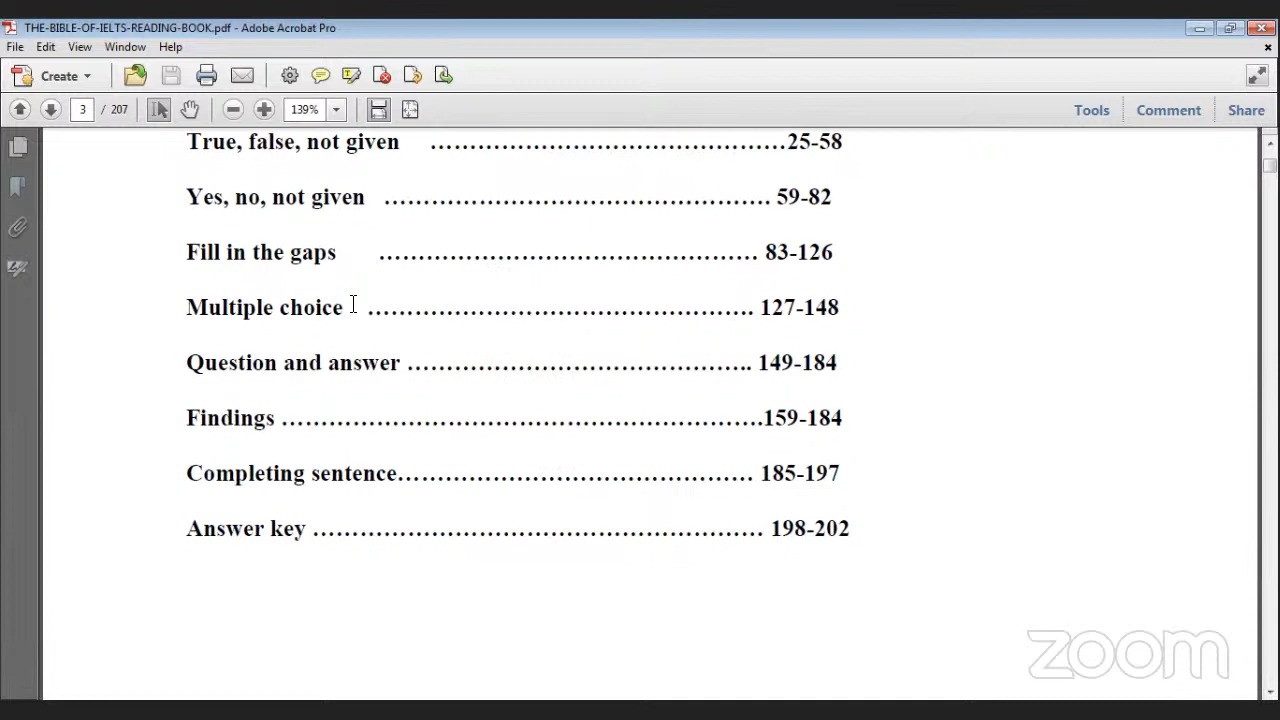 THE-BIBLE-OF-IELTS-READING-BOOK.pdf - Adobe Acrobat Pro
File Edit View Window Help
Create
3 / 207 139% Tools Comment Share
True, false, not given ………………………………………25-58
Yes, no, not given …………………………………………. 59-82
Fill in the gaps ………………………………………… 83-126
Multiple choice …………………………………………. 127-148
Question and answer …………………………………….. 149-184
Findings …………………………………………………….159-184
Completing sentence……………………………………… 185-197
Answer key ………………………………………………… 198-202
zoom